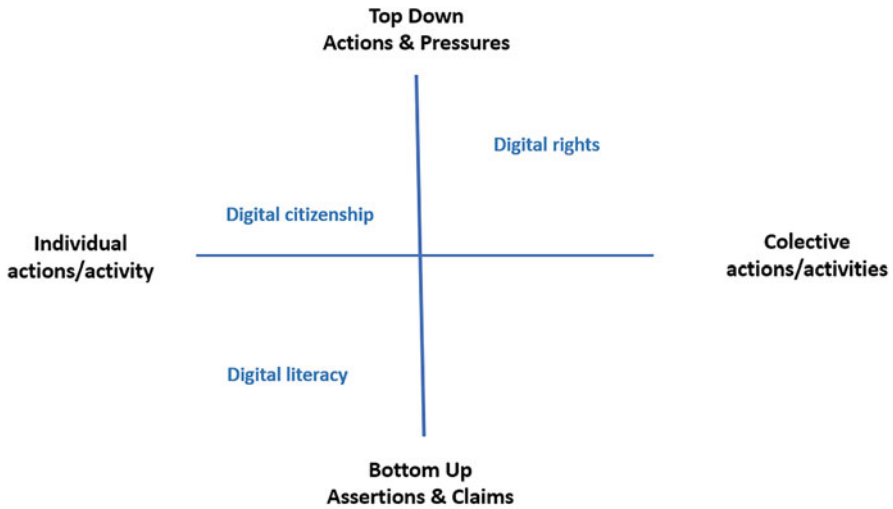 Top Down
Actions & Pressures
Digital rights
Digital citizenship
Individual
actions/activity
Colective
actions/activities
Digital literacy
Bottom Up
Assertions & Claims